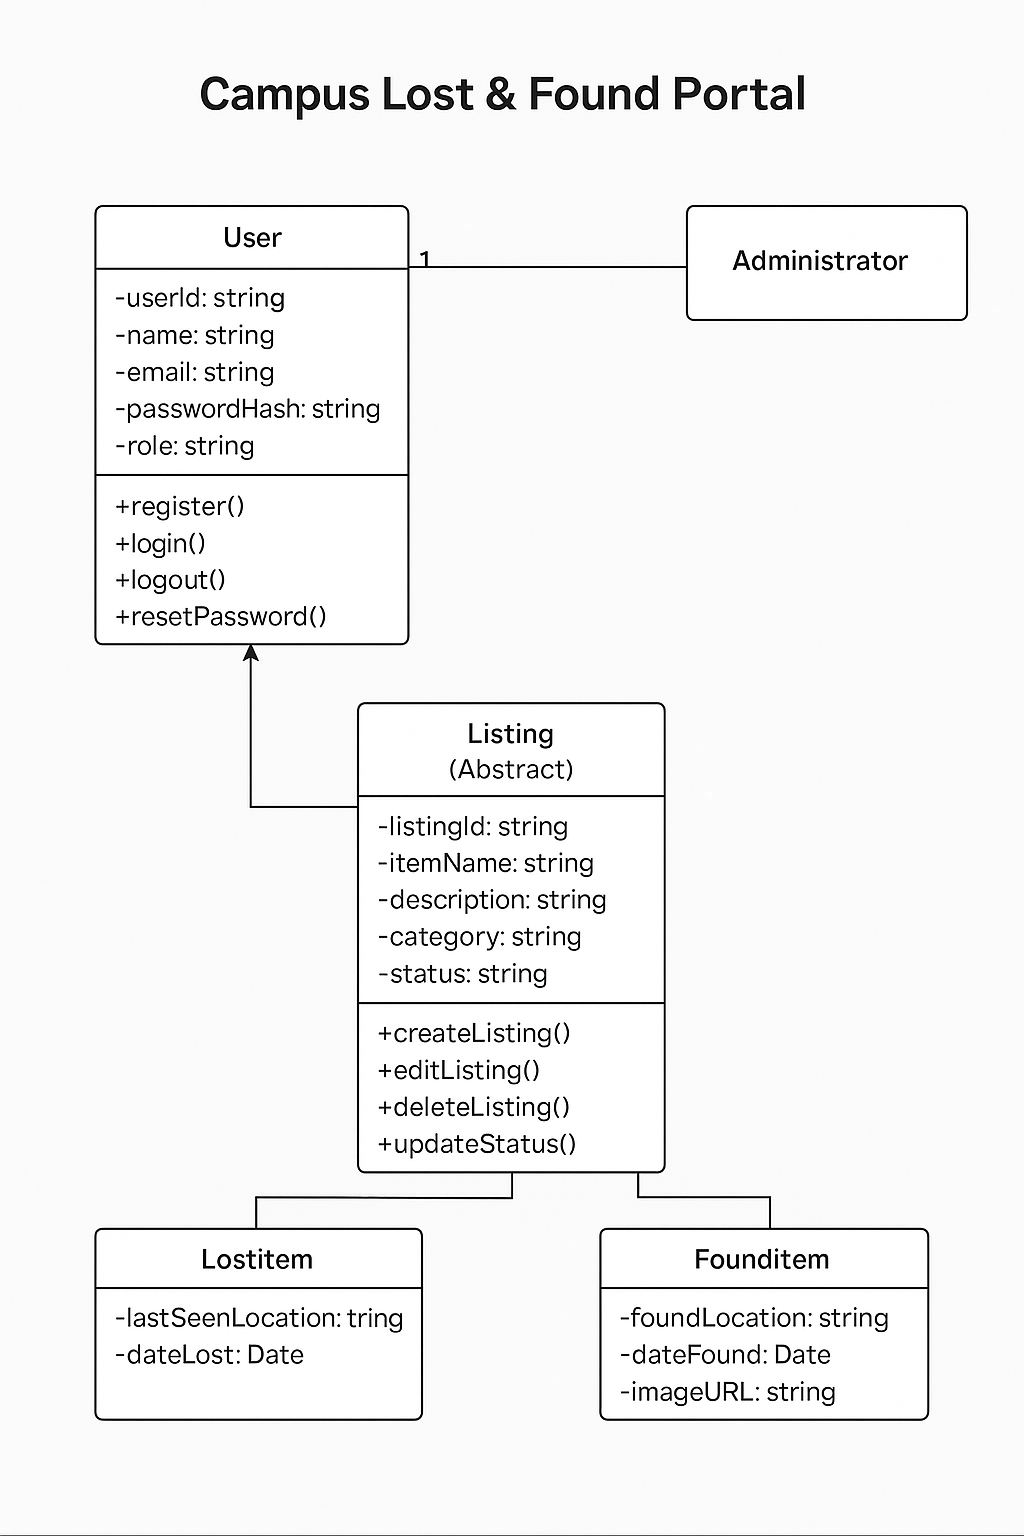 Campus Lost & Found Portal
User
-userId: string
-name: string
-email: string
-passwordHash: string
-role: string
+register()
+login()
+logout()
+resetPassword()
1
Administrator
Listing
(Abstract)
-listingId: string
-itemName: string
-description: string
-category: string
-status: string
+createListing()
+editListing()
+deleteListing()
+updateStatus()
Lostitem
-lastSeenLocation: tring
-dateLost: Date
Founditem
-foundLocation: string
-dateFound: Date
-imageURL: string